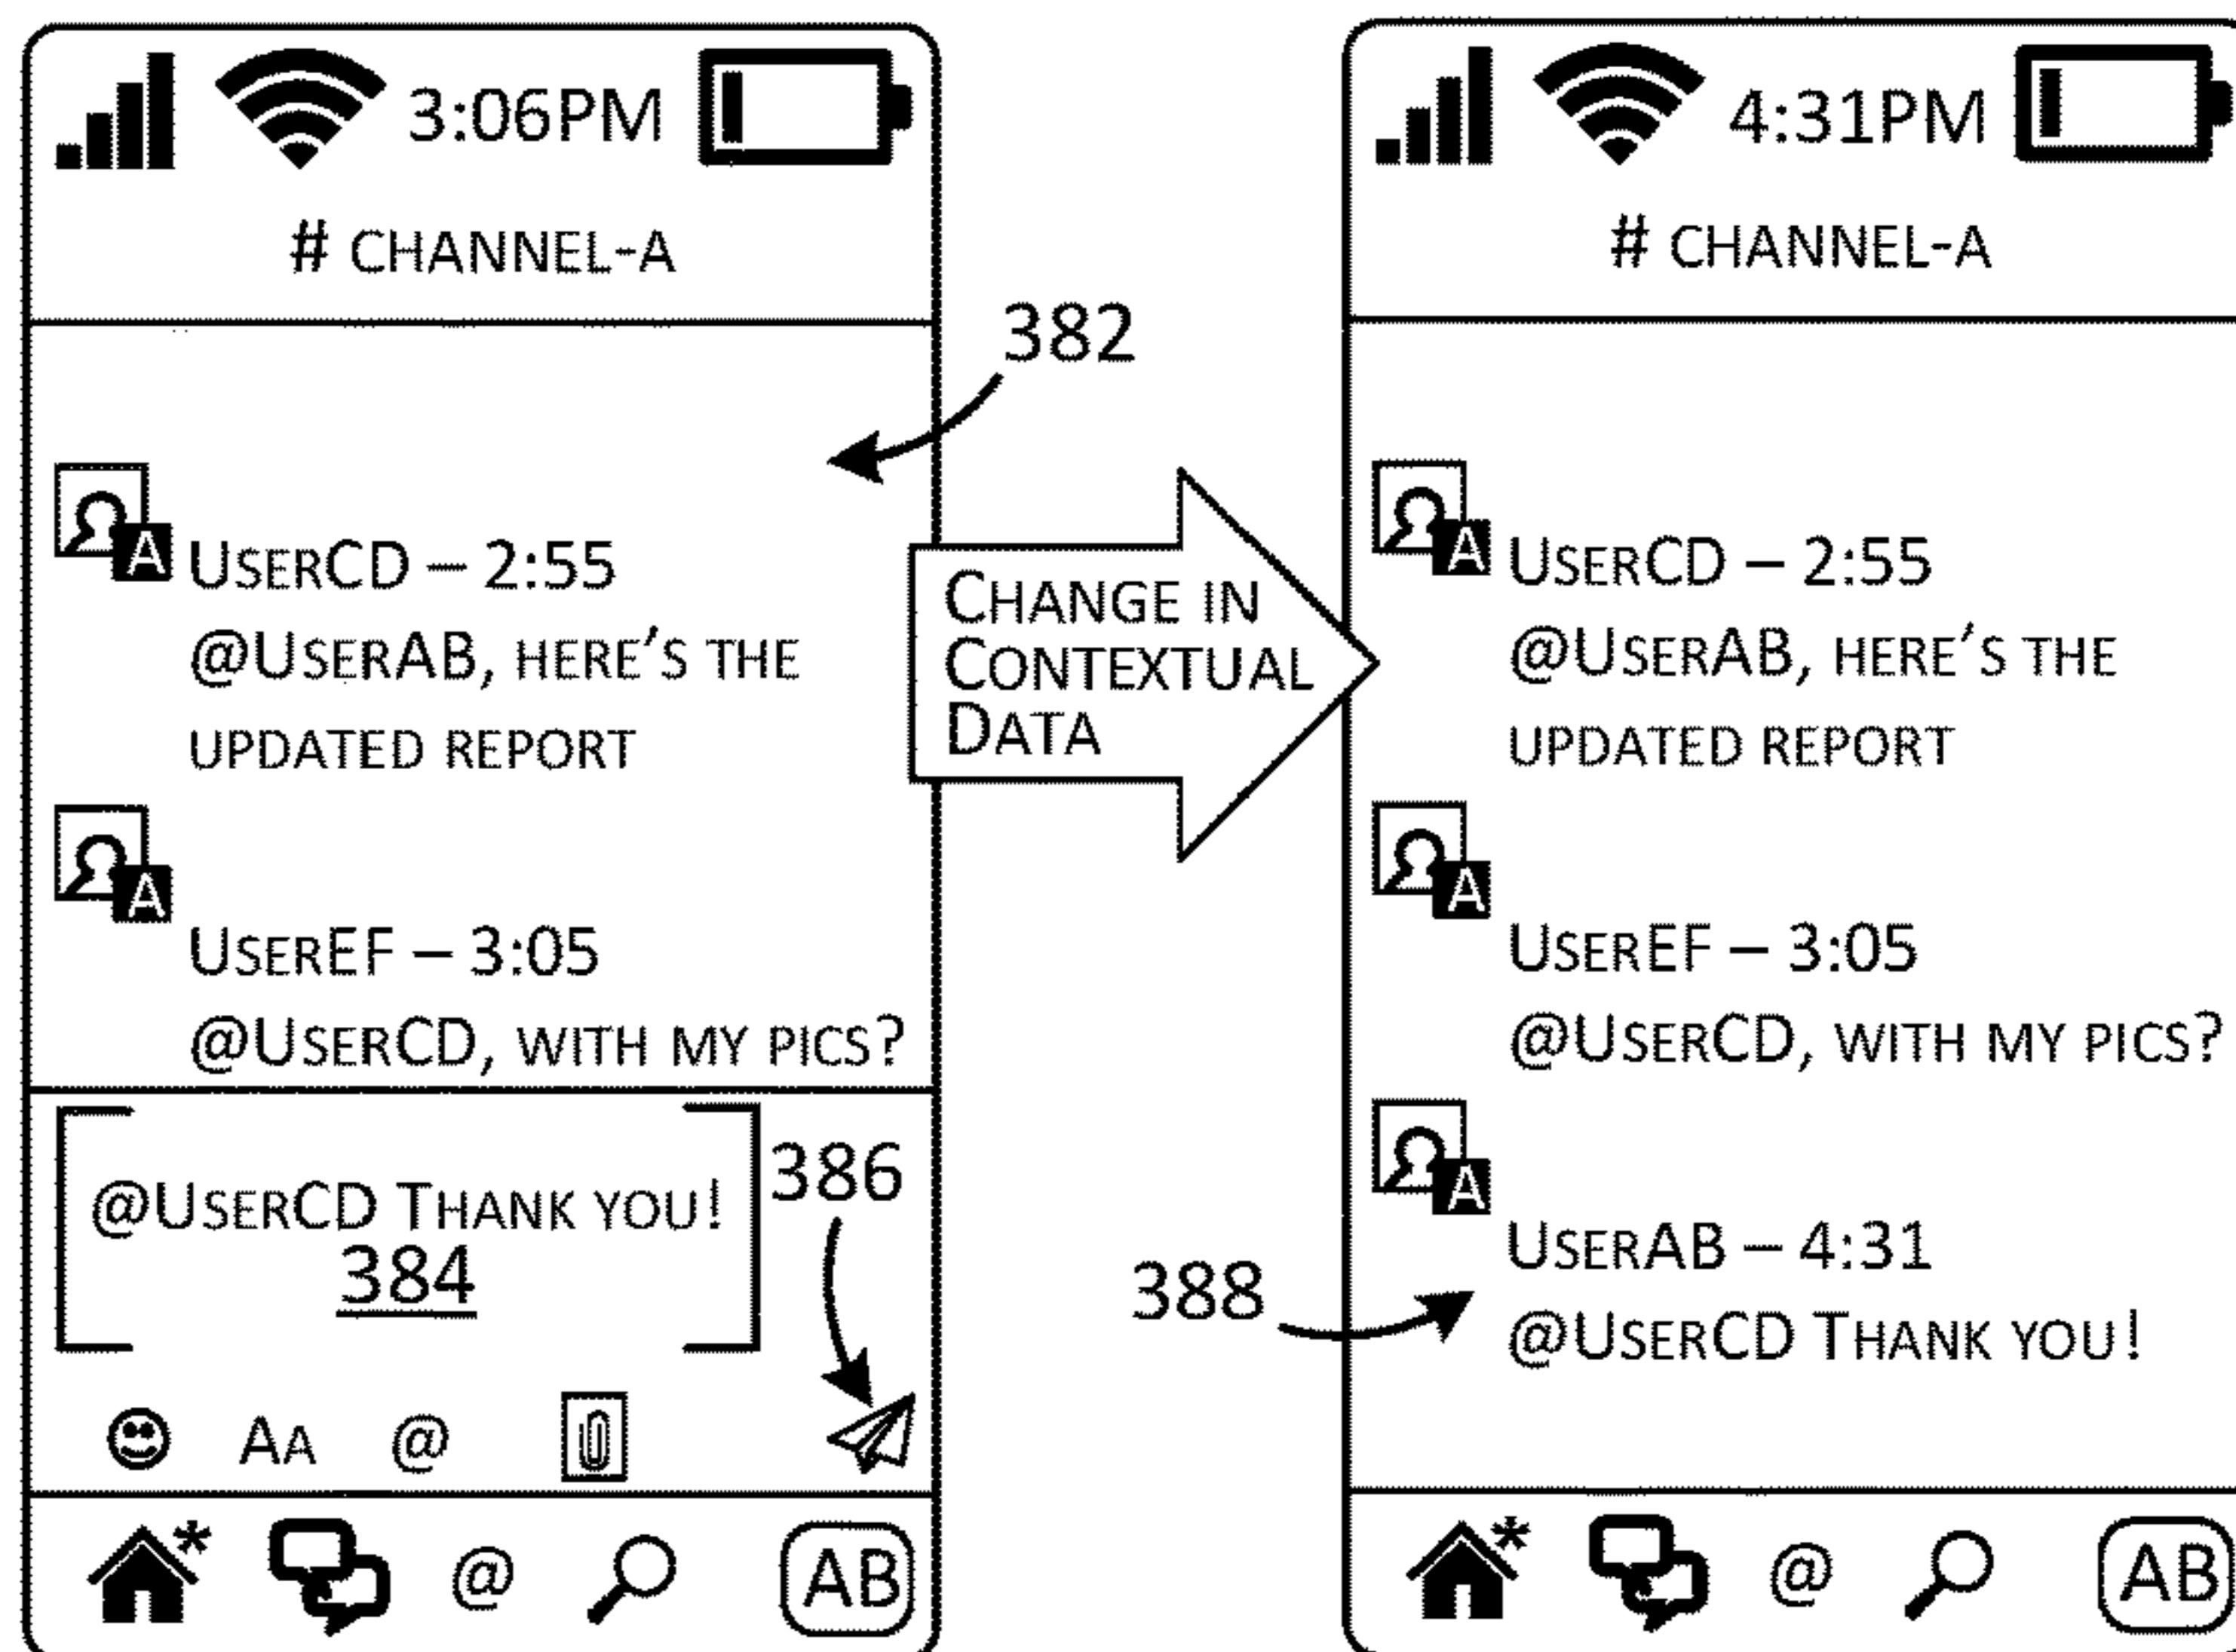 3:06PM
# CHANNEL-A
382
A
USERCD – 2:55
@USERAB, HERE'S THE
UPDATED REPORT
A
USEREF – 3:05
@USERCD, WITH MY PICS?
@USERCD THANK YOU!
384
386
AA @
@ AB
CHANGE IN
CONTEXTUAL
DATA
4:31PM
# CHANNEL-A
A
USERCD – 2:55
@USERAB, HERE'S THE
UPDATED REPORT
A
USEREF – 3:05
@USERCD, WITH MY PICS?
A
USERAB – 4:31
@USERCD THANK YOU!
388
* @ AB